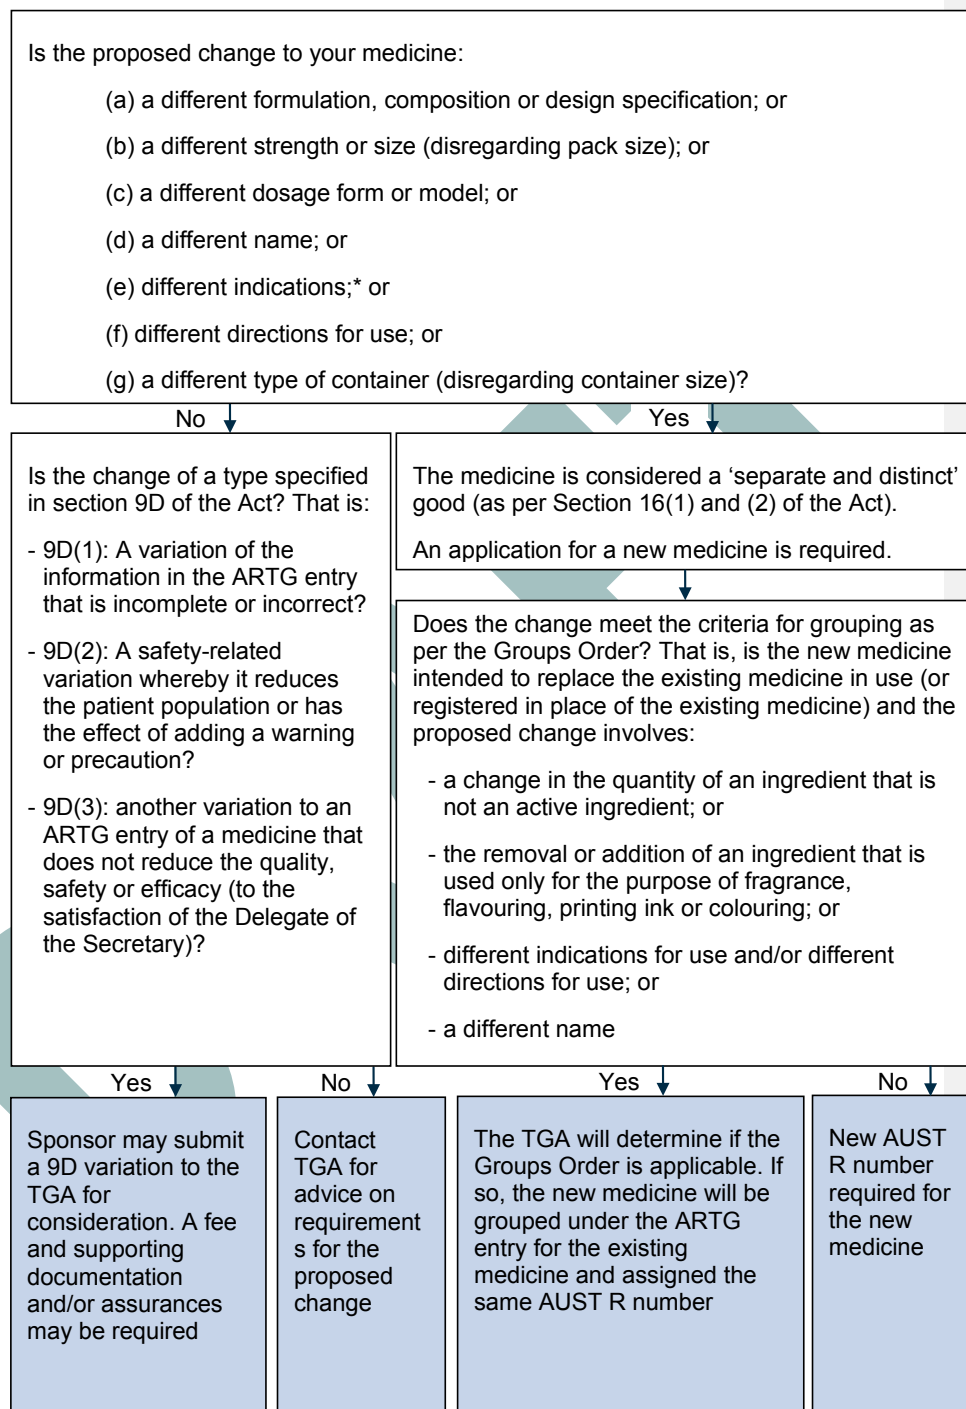 Is the proposed change to your medicine:
(a) a different formulation, composition or design specification; or
(b) a different strength or size (disregarding pack size); or
(c) a different dosage form or model; or
(d) a different name; or
(e) different indications;* or
(f) different directions for use; or
(g) a different type of container (disregarding container size)?
No
Yes
Is the change of a type specified
in section 9D of the Act? That is:
- 9D(1): A variation of the
information in the ARTG entry
that is incomplete or incorrect?
- 9D(2): A safety-related
variation whereby it reduces
the patient population or has
the effect of adding a warning
or precaution?
- 9D(3): another variation to an
ARTG entry of a medicine that
does not reduce the quality,
safety or efficacy (to the
satisfaction of the Delegate of
the Secretary)?
The medicine is considered a ‘separate and distinct’
good (as per Section 16(1) and (2) of the Act).
An application for a new medicine is required.
Does the change meet the criteria for grouping as
per the Groups Order? That is, is the new medicine
intended to replace the existing medicine in use (or
registered in place of the existing medicine) and the
proposed change involves:
- a change in the quantity of an ingredient that is
not an active ingredient; or
- the removal or addition of an ingredient that is
used only for the purpose of fragrance,
flavouring, printing ink or colouring; or
- different indications for use and/or different
directions for use; or
- a different name
Yes
No
Yes
No
Sponsor may submit
a 9D variation to the
TGA for
consideration. A fee
and supporting
documentation
and/or assurances
may be required
Contact
TGA for
advice on
requirement
s for the
proposed
change
The TGA will determine if the
Groups Order is applicable. If
so, the new medicine will be
grouped under the ARTG
entry for the existing
medicine and assigned the
same AUST R number
New AUST
R number
required for
the new
medicine